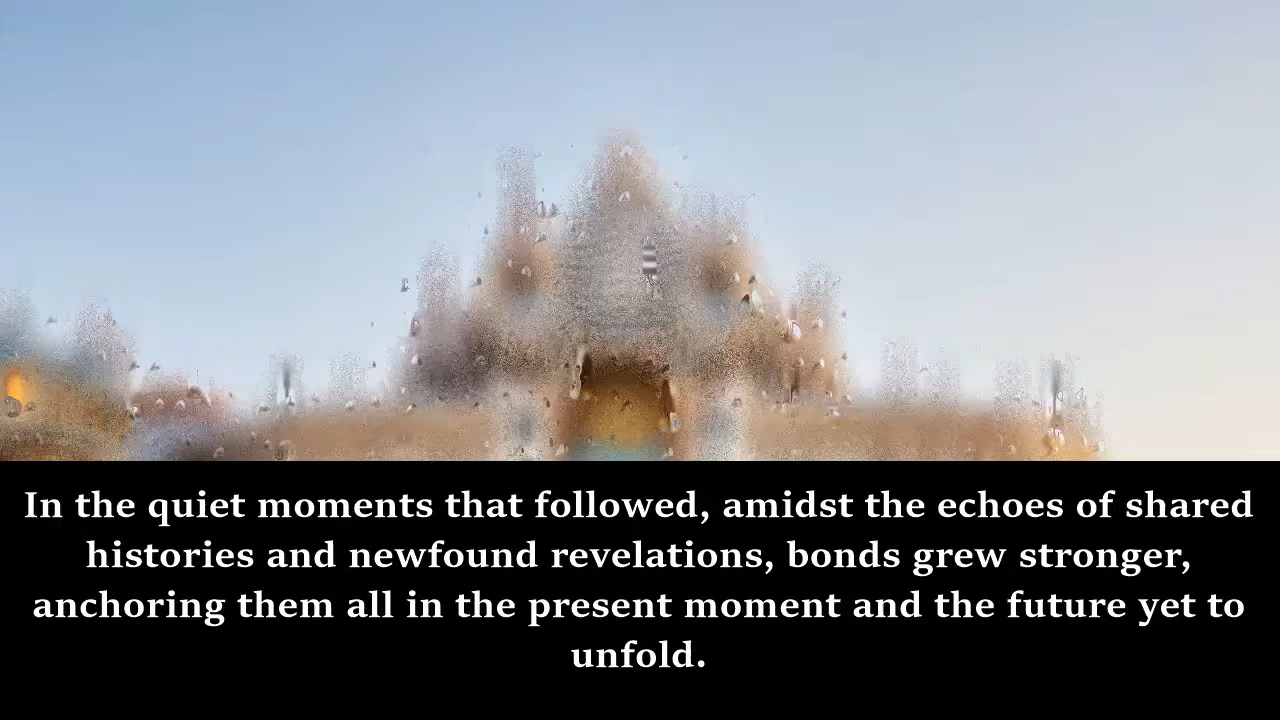 In the quiet moments that followed, amidst the echoes of shared
histories and newfound revelations, bonds grew stronger,
anchoring them all in the present moment and the future yet to
unfold.